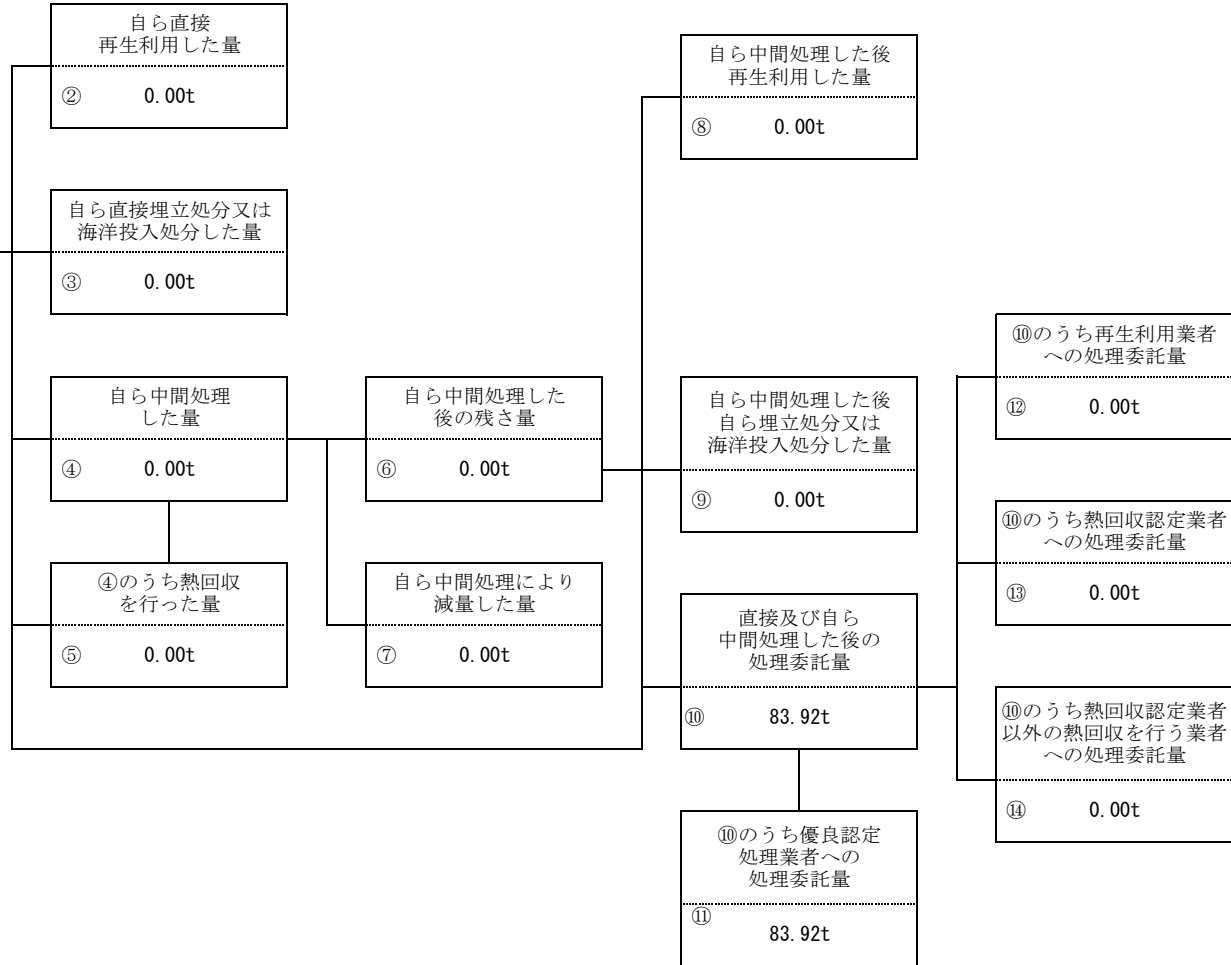 自ら直接
再生利用した量
② 0.00t
自ら直接埋立処分又は
海洋投入処分した量
③ 0.00t
自ら中間処理
した量
④ 0.00t
④のうち熱回収
を行った量
⑤ 0.00t
自ら中間処理した
後の残さ量
⑥ 0.00t
自ら中間処理により
減量した量
⑦ 0.00t
自ら中間処理した後
再生利用した量
⑧ 0.00t
自ら中間処理した後
自ら埋立処分又は
海洋投入処分した量
⑨ 0.00t
直接及び自ら
中間処理した後の
処理委託量
⑩ 83.92t
⑩のうち優良認定
処理業者への
処理委託量
⑪
83.92t
⑩のうち再生利用業者
への処理委託量
⑫ 0.00t
⑩のうち熱回収認定業者
への処理委託量
⑬ 0.00t
⑩のうち熱回収認定業者
以外の熱回収を行う業者
への処理委託量
⑭ 0.00t